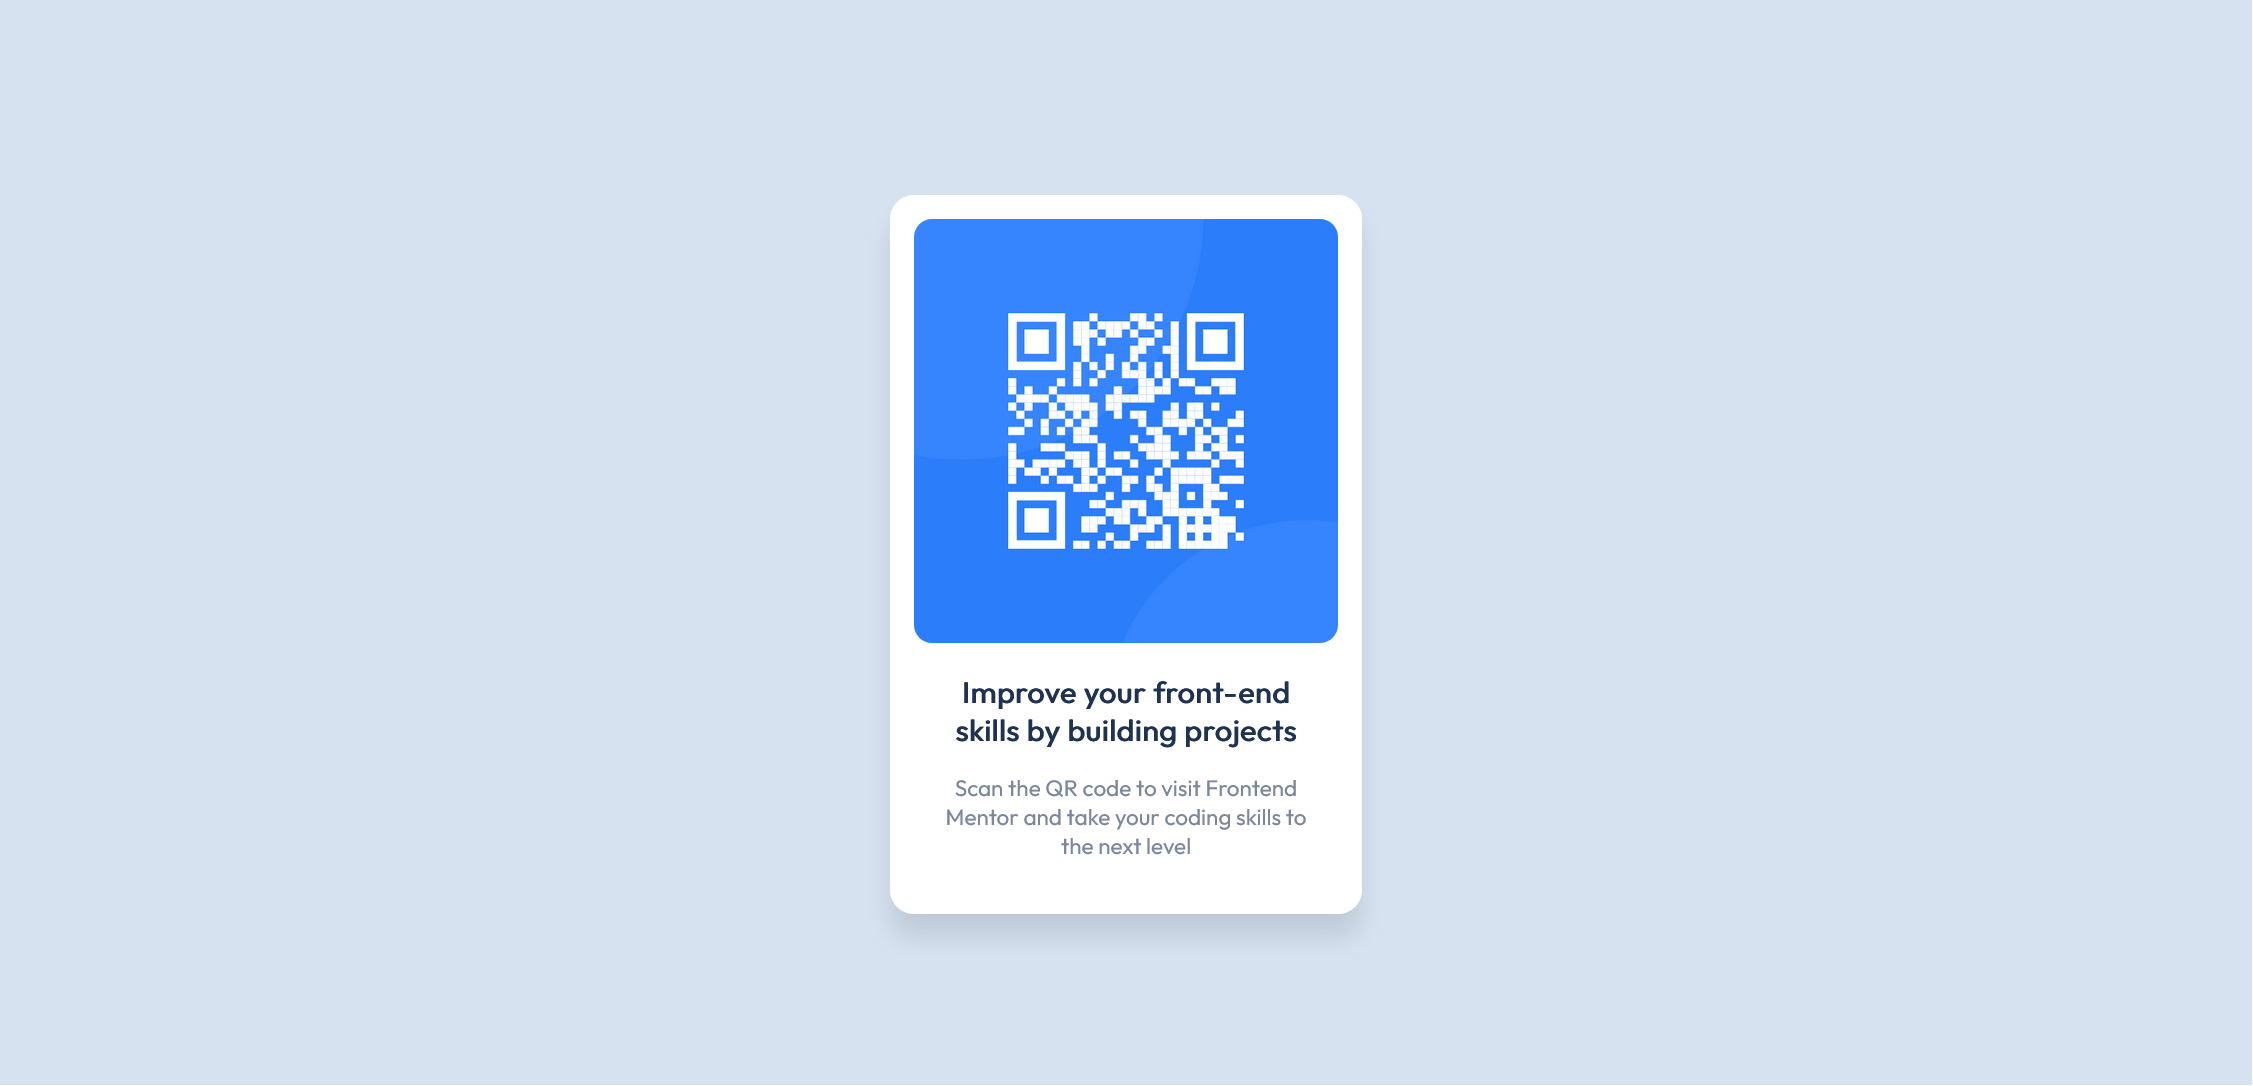 Improve your front-end
skills by building projects
Scan the QR code to visit Frontend
Mentor and take your coding skills to
the next level